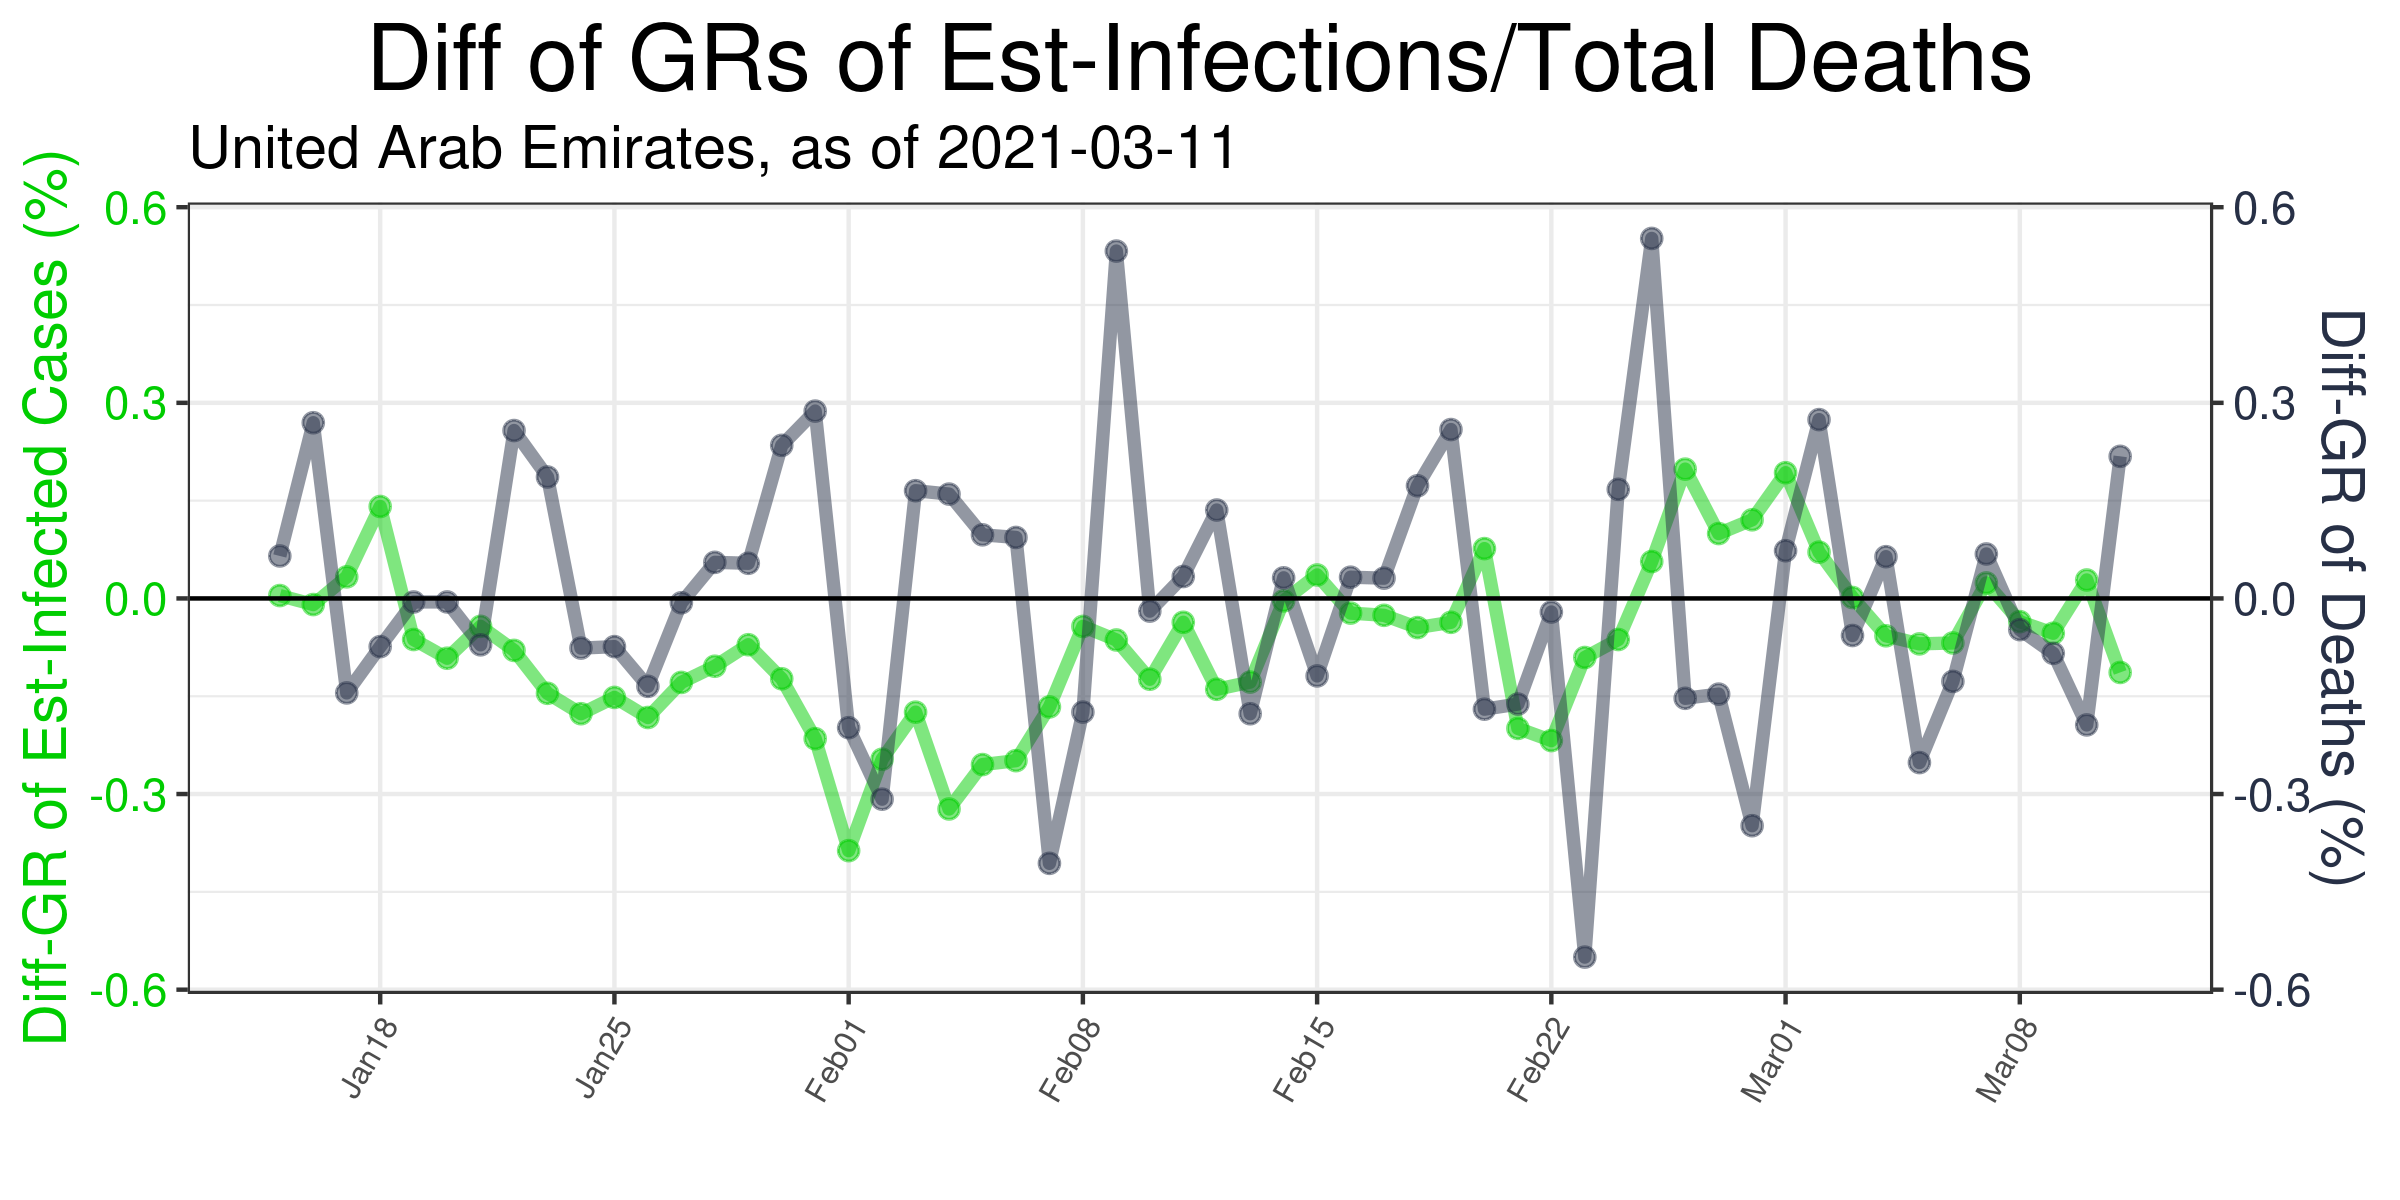 Diff of GRs of Est-Infections/Total Deaths
United Arab Emirates, as of 2021-03-11
Diff-GR of Est-Infected Cases (%)
0.6
0.3
0.0
-0.3
-0.6
0.6
0.3
0.0
-0.3
-0.6
Diff-GR of Deaths (%)
Jan18
Jan25
Feb01
Feb08
Feb15
Feb22
Mar01
Mar08